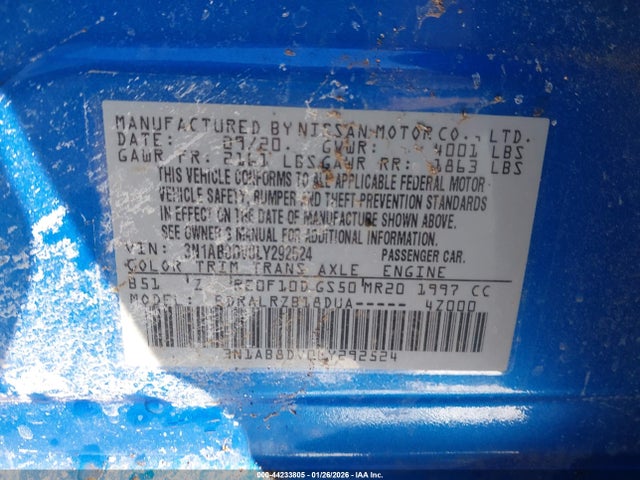 MANUFACTURED BY NISSAN MOTOR CO., LTD.
DATE: 09/20 GVWR: 4001 LBS
GAWR FR: 2161 LBS GAWR RR: 1863 LBS
THIS VEHICLE CONFORMS TO ALL APPLICABLE FEDERAL MOTOR
VEHICLE SAFETY, BUMPER AND THEFT PREVENTION STANDARDS
IN EFFECT ON THE DATE OF MANUFACTURE SHOWN ABOVE.
SEE OWNER'S MANUAL FOR ADDITIONAL INFORMATION.
VIN: 3N1AB8DV0LY292524 PASSENGER CAR.
COLOR TRIM TRANS AXLE ENGINE
B51 Z RE0F10D GS50 MR20 1997 CC
MODEL: BDRALRZB18DUA----- 4Z000
3N1AB8DV0LY292524
000-44233805 | 01/26/2026 - IAA Inc.